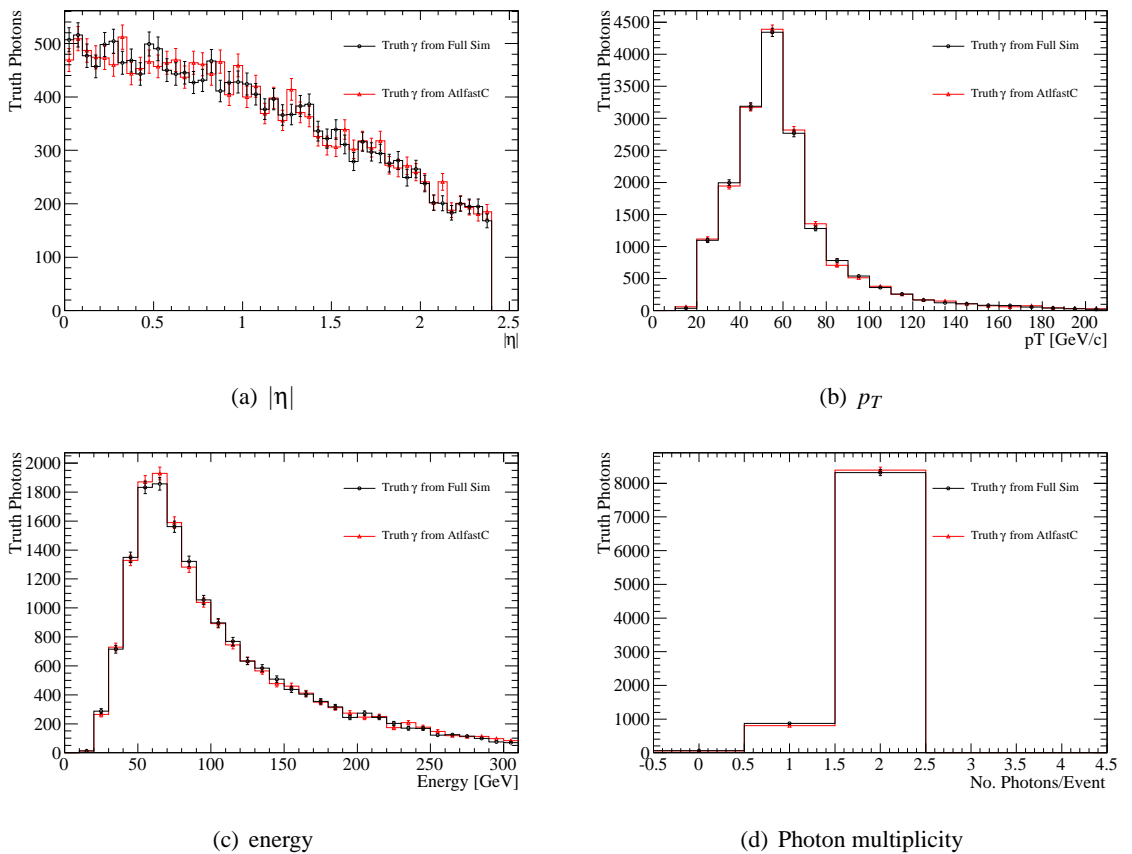 Truth Photons
500
400
300
200
100
0
Truth γ from Full Sim
Truth γ from AtlfastC
0 0.5 1 1.5 2 2.5
|η|
(a) |η|
Truth Photons
4500
4000
3500
3000
2500
2000
1500
1000
500
0
Truth γ from Full Sim
Truth γ from AtlfastC
0 20 40 60 80 100 120 140 160 180 200
pT [GeV/c]
(b) pT
Truth Photons
2000
1800
1600
1400
1200
1000
800
600
400
200
0
Truth γ from Full Sim
Truth γ from AtlfastC
0 50 100 150 200 250 300
Energy [GeV]
(c) energy
Truth Photons
8000
7000
6000
5000
4000
3000
2000
1000
0
Truth γ from Full Sim
Truth γ from AtlfastC
-0.5 0 0.5 1 1.5 2 2.5 3 3.5 4 4.5
No. Photons/Event
(d) Photon multiplicity